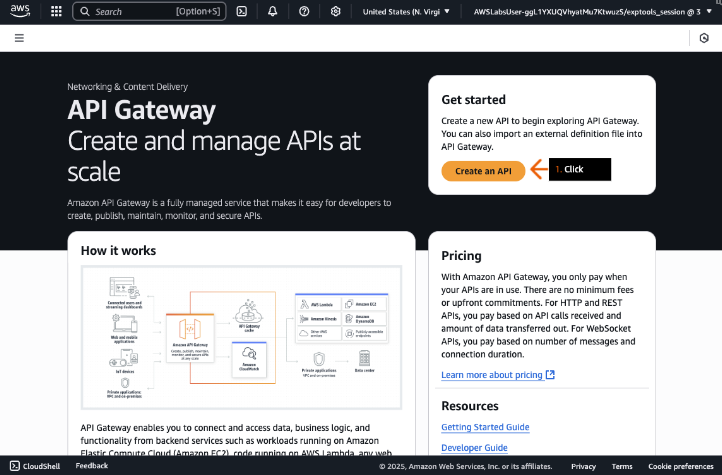 aws
Search [Option+S]
United States (N. Virgi
AWSLabsUser-ggL1YXUQVhyatMu7KtwuzS/exptools_session @ 3
Networking & Content Delivery
API Gateway
Create and manage APIs at
scale
Amazon API Gateway is a fully managed service that makes it easy for developers to
create, publish, maintain, monitor, and secure APIs.
Get started
Create a new API to begin exploring API Gateway.
You can also import an external definition file into
API Gateway.
Create an API
1. Click
How it works
Connected users and
streaming dashboards
Web and mobile
applications
IoT devices
Private applications
VPC and on-premises
Amazon API Gateway
Create, publish, maintain,
monitor, and secure APIs
at any scale
API Gateway
cache
Amazon
CloudWatch
AWS Lambda
Amazon EC2
Amazon Kinesis
Amazon
DynamoDB
Other AWS
services
Publicly accessible
endpoints
Private applications
VPC and on-premises
Data center
API Gateway enables you to connect and access data, business logic, and
functionality from backend services such as workloads running on Amazon
Elastic Compute Cloud (Amazon EC2), code running on AWS Lambda, any web
Pricing
With Amazon API Gateway, you only pay when
your APIs are in use. There are no minimum fees
or upfront commitments. For HTTP and REST
APIs, you pay based on API calls received and
amount of data transferred out. For WebSocket
APIs, you pay based on number of messages and
connection duration.
Learn more about pricing
Resources
Getting Started Guide
Developer Guide
CloudShell
Feedback
© 2025, Amazon Web Services, Inc. or its affiliates.
Privacy
Terms
Cookie preferences